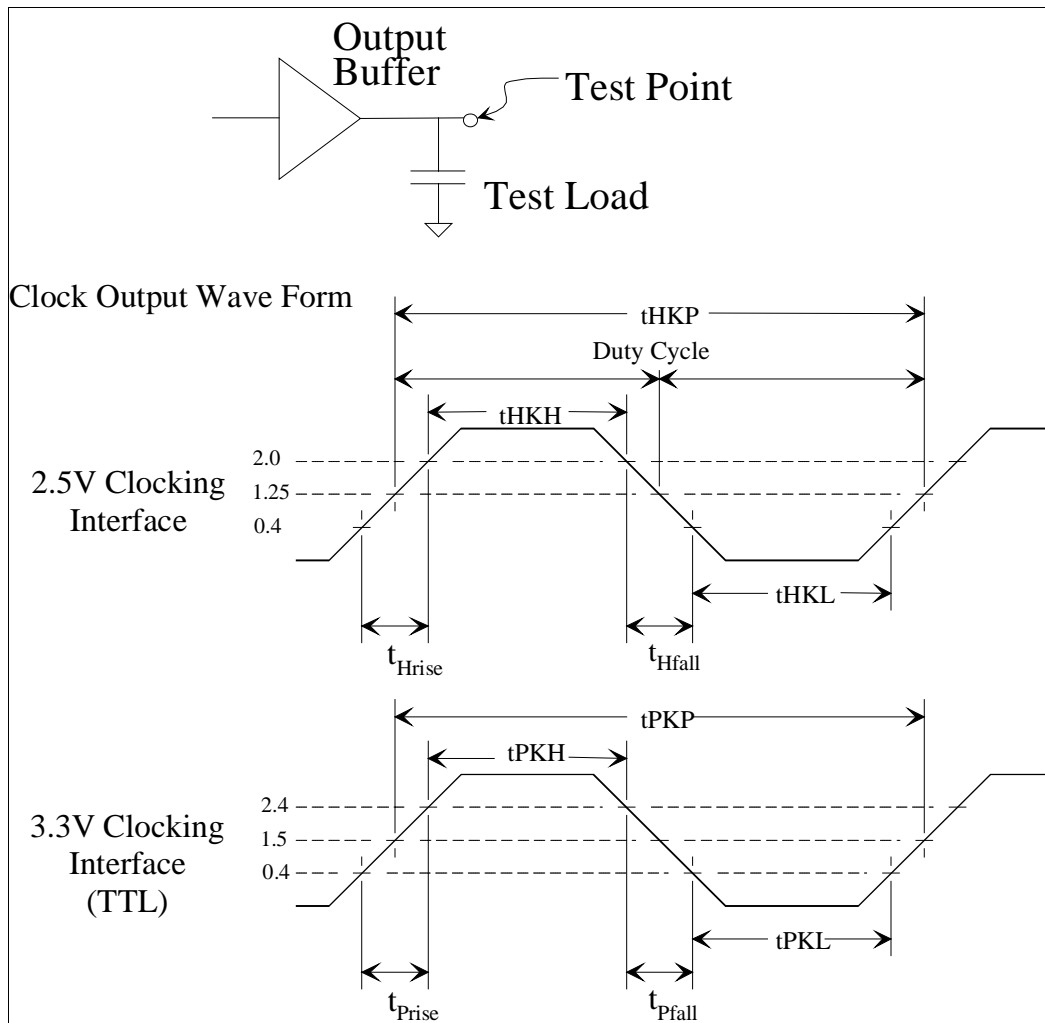 Output
Buffer
Test Point
Test Load
Clock Output Wave Form
tHKP
Duty Cycle
tHKH
2.5V Clocking
Interface
2.0
1.25
0.4
tHKL
tHrise
tHfall
tPKP
tPKH
3.3V Clocking
Interface
(TTL)
2.4
1.5
0.4
tPKL
tPrise
tPfall